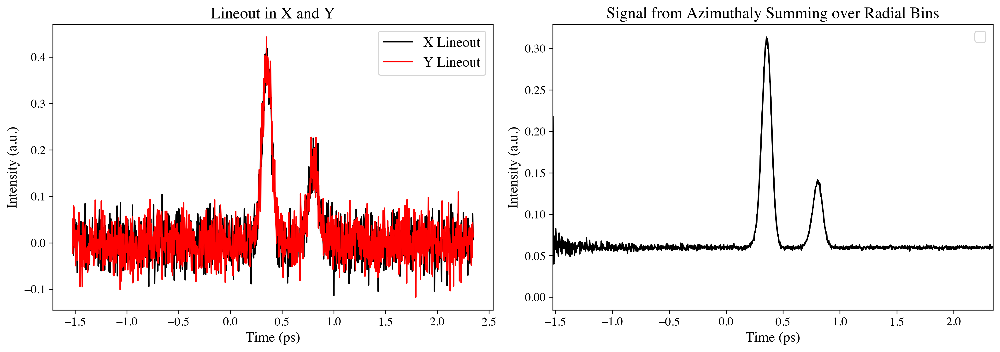 Lineout in X and Y
X Lineout
Y Lineout
Intensity (a.u.)
0.4
0.3
0.2
0.1
0.0
−0.1
−1.5 −1.0 −0.5 0.0 0.5 1.0 1.5 2.0 2.5
Time (ps)
Signal from Azimuthaly Summing over Radial Bins
Intensity (a.u.)
0.30
0.25
0.20
0.15
0.10
0.05
0.00
−1.5 −1.0 −0.5 0.0 0.5 1.0 1.5 2.0
Time (ps)